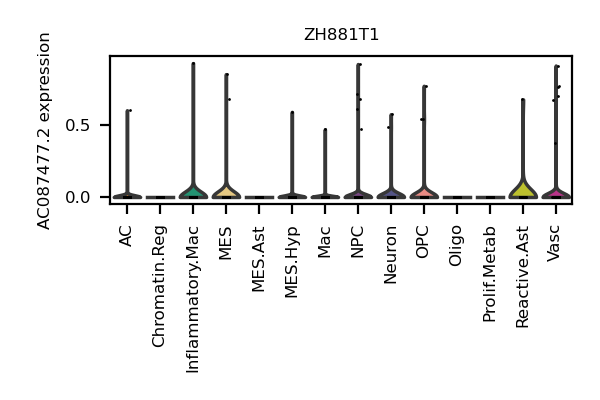 ZH881T1
AC087477.2 expression
0.5
0.0
AC
Chromatin.Reg
Inflammatory.Mac
MES
MES.Ast
MES.Hyp
Mac
NPC
Neuron
OPC
Oligo
Prolif.Metab
Reactive.Ast
Vasc